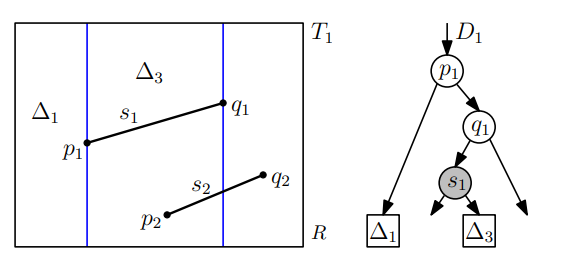 T₁ D₁
Δ₃ p₁
Δ₁ s₁ q₁ q₁
p₁
s₂ q₂ s₁
p₂ R Δ₁ Δ₃